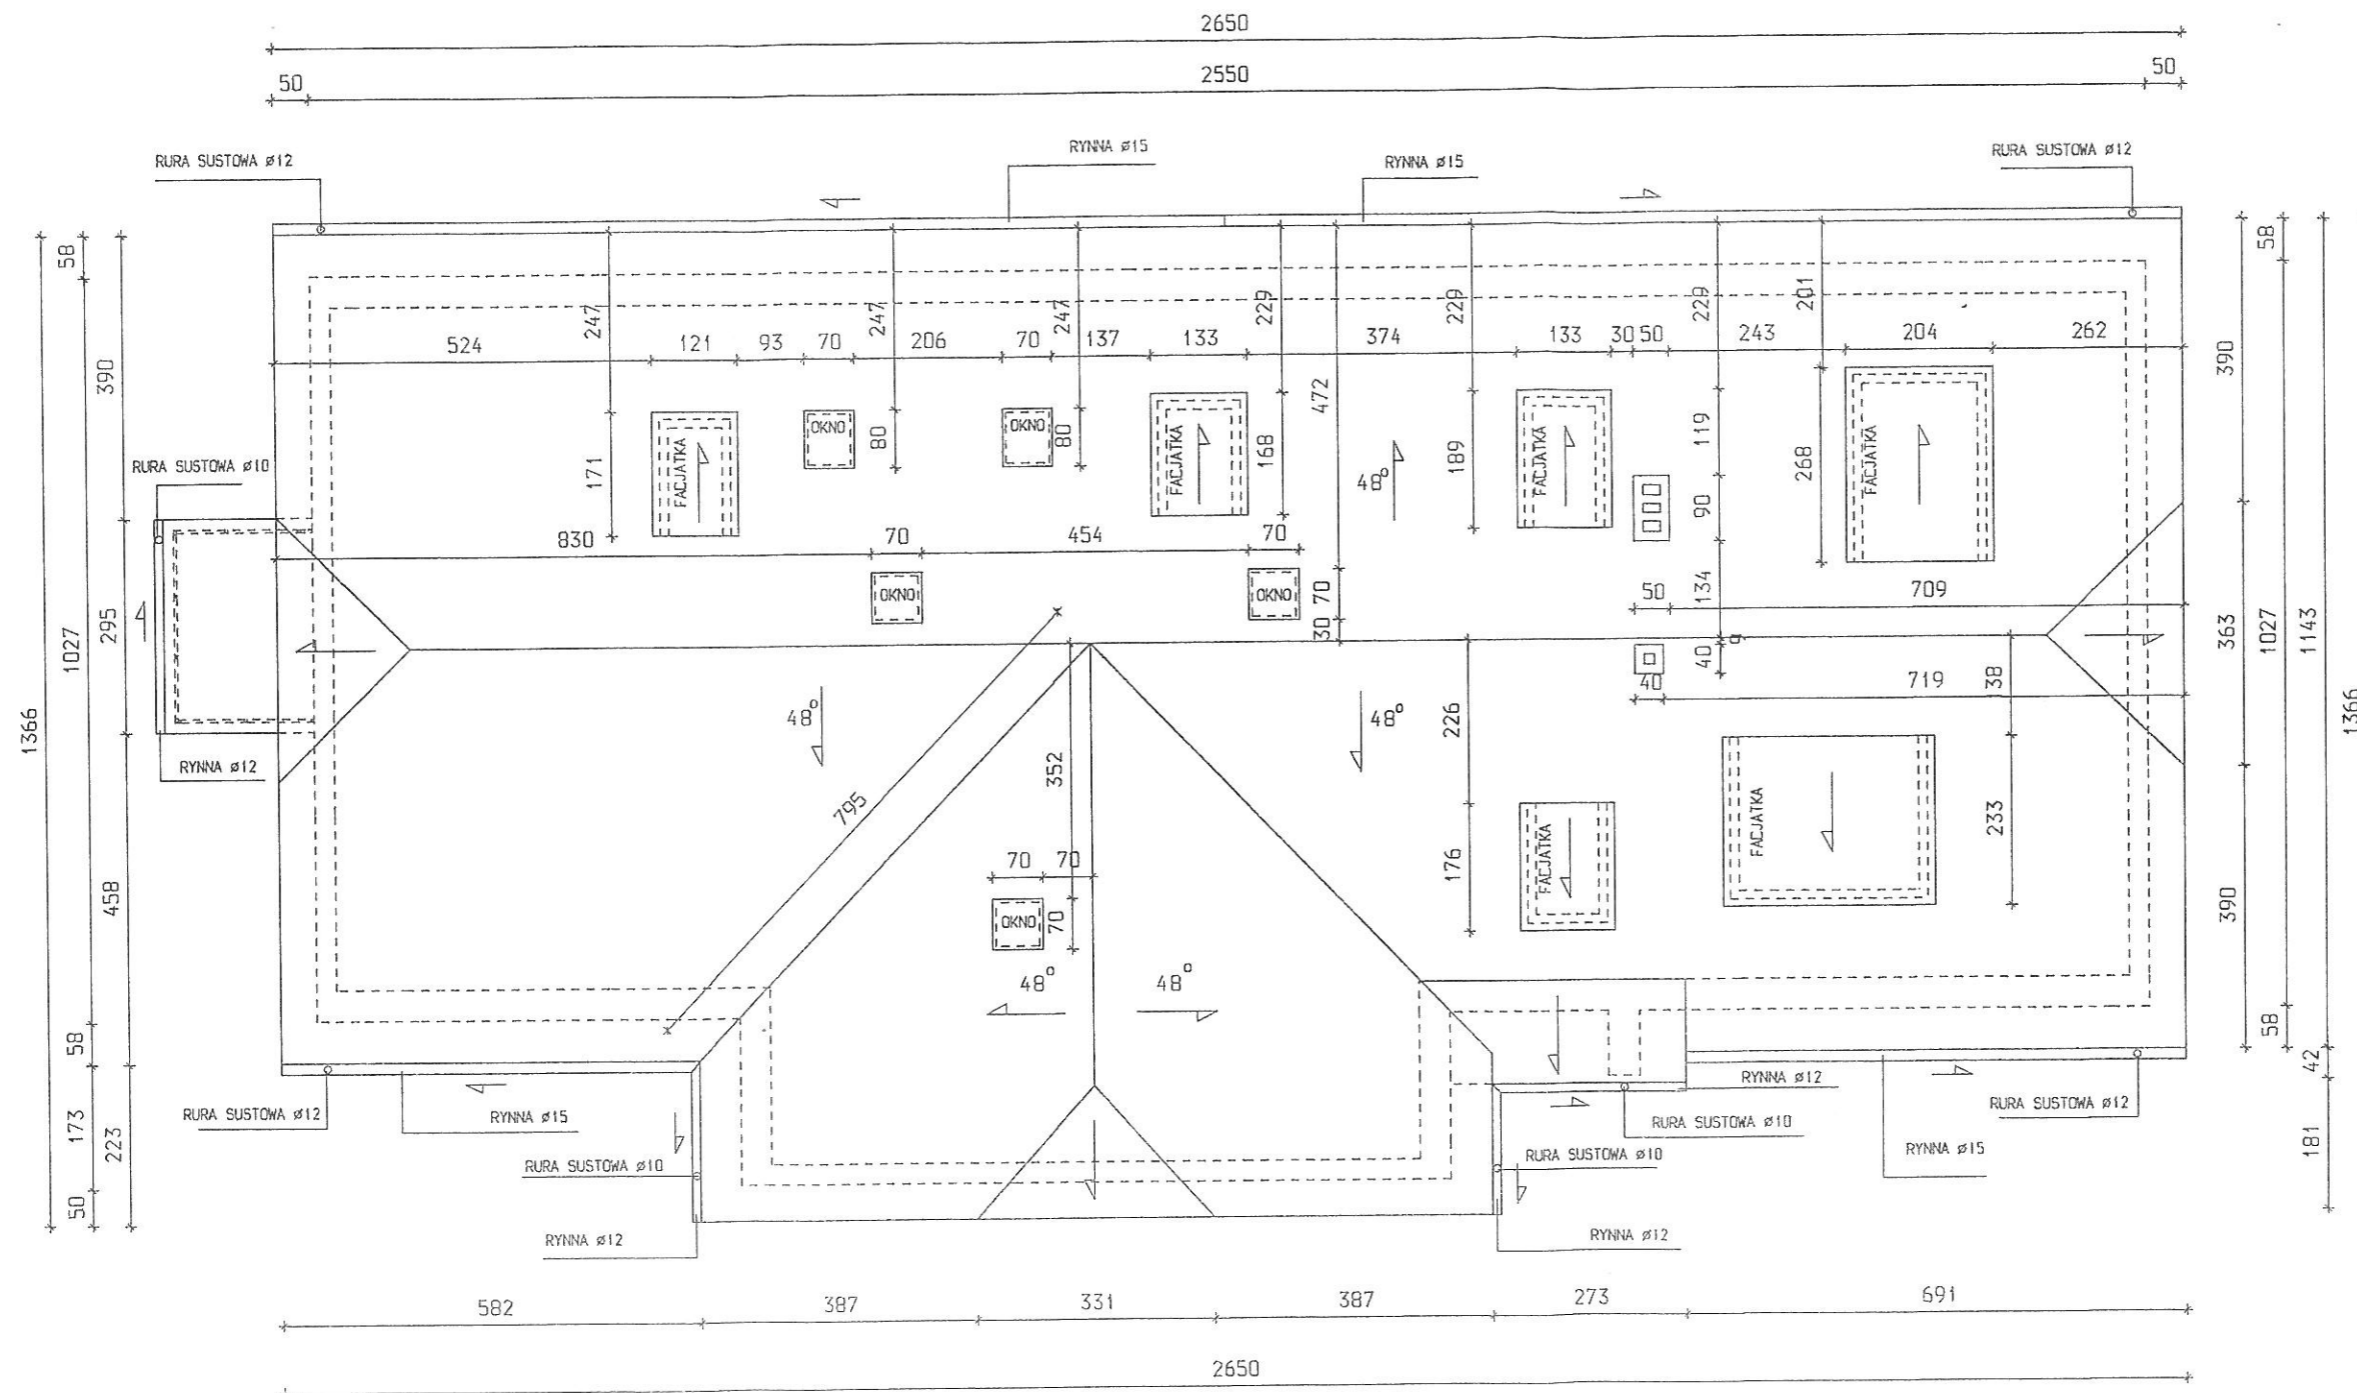 2650
50 2550 50
RURA SUSTOWA ø12
RYNNA ø15
RYNNA ø15
RURA SUSTOWA ø12
58
247
247
247
229
229
229
201
58
524 121 93 70 206 70 137 133 374 133 30 50 243 204 262
390
472
390
FACJATKA
OKNO
80
OKNO
80
FACJATKA
168
48°
189
FACJATKA
119
90
268
FACJATKA
171
RURA SUSTOWA ø10
830 70 454 70
OKNO
OKNO
70
30
134
50 709
1366
1027
295
363
1027
1143
1366
40
40 719 38
48°
48°
226
352
795
RYNNA ø12
458
70 70
OKNO
70
176
FACJATKA
FACJATKA
233
390
48° 48°
58
58
42
RURA SUSTOWA ø12
RYNNA ø15
RYNNA ø12
RURA SUSTOWA ø10
RURA SUSTOWA ø12
173
223
RURA SUSTOWA ø10
RURA SUSTOWA ø10
RYNNA ø15
181
50
RYNNA ø12
RYNNA ø12
582 387 331 387 273 691
2650